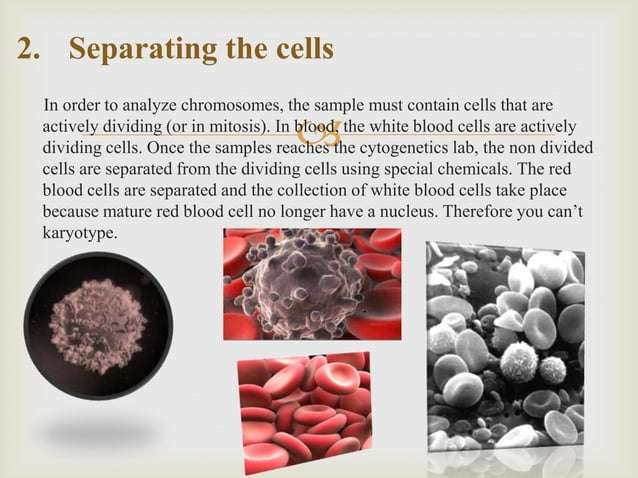 2. Separating the cells
In order to analyze chromosomes, the sample must contain cells that are
actively dividing (or in mitosis). In blood, the white blood cells are actively
dividing cells. Once the samples reaches the cytogenetics lab, the non divided
cells are separated from the dividing cells using special chemicals. The red
blood cells are separated and the collection of white blood cells take place
because mature red blood cell no longer have a nucleus. Therefore you can’t
karyotype.